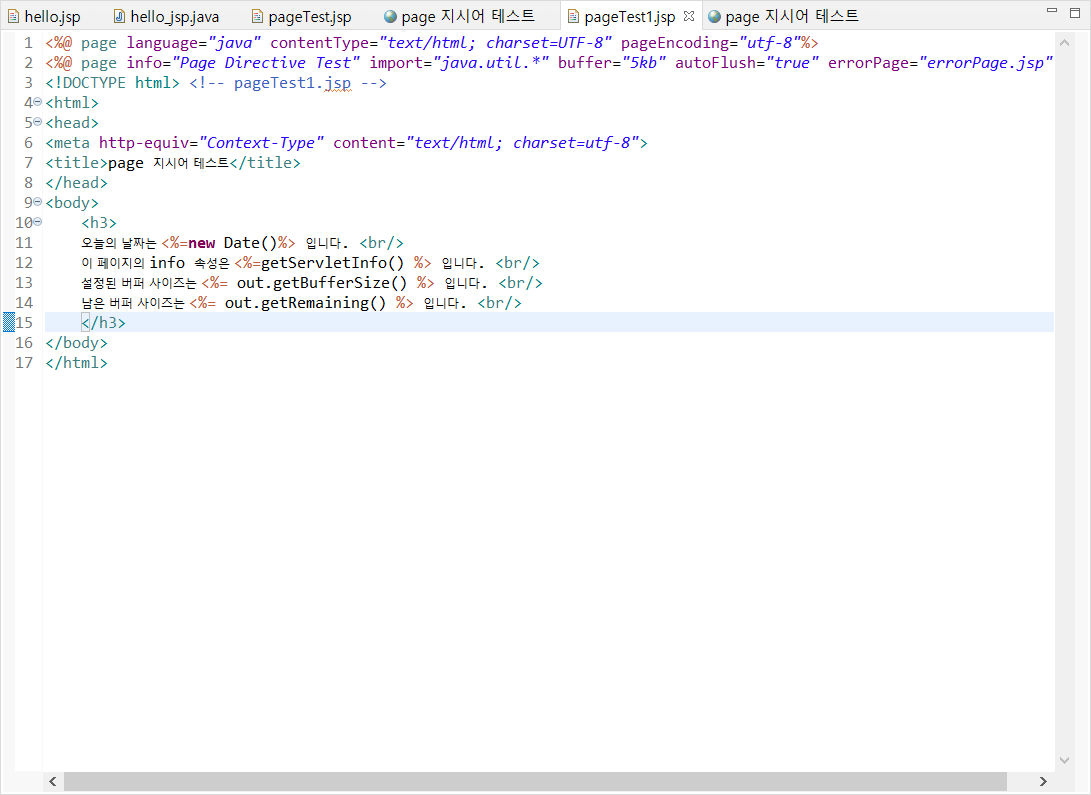 hello.jsp hello_jsp.java pageTest.jsp page 지시어 테스트 pageTest1.jsp page 지시어 테스트
1 <%@ page language="java" contentType="text/html; charset=UTF-8" pageEncoding="utf-8"%>
2 <%@ page info="Page Directive Test" import="java.util.*" buffer="5kb" autoFlush="true" errorPage="errorPage.jsp"
3 <!DOCTYPE html> <!-- pageTest1.jsp -->
4 <html>
5 <head>
6 <meta http-equiv="Context-Type" content="text/html; charset=utf-8">
7 <title>page 지시어 테스트</title>
8 </head>
9 <body>
10 <h3>
11 오늘의 날짜는 <%=new Date()%> 입니다. <br/>
12 이 페이지의 info 속성은 <%=getServletInfo() %> 입니다. <br/>
13 설정된 버퍼 사이즈는 <%= out.getBufferSize() %> 입니다. <br/>
14 남은 버퍼 사이즈는 <%= out.getRemaining() %> 입니다. <br/>
15 </h3>
16 </body>
17 </html>